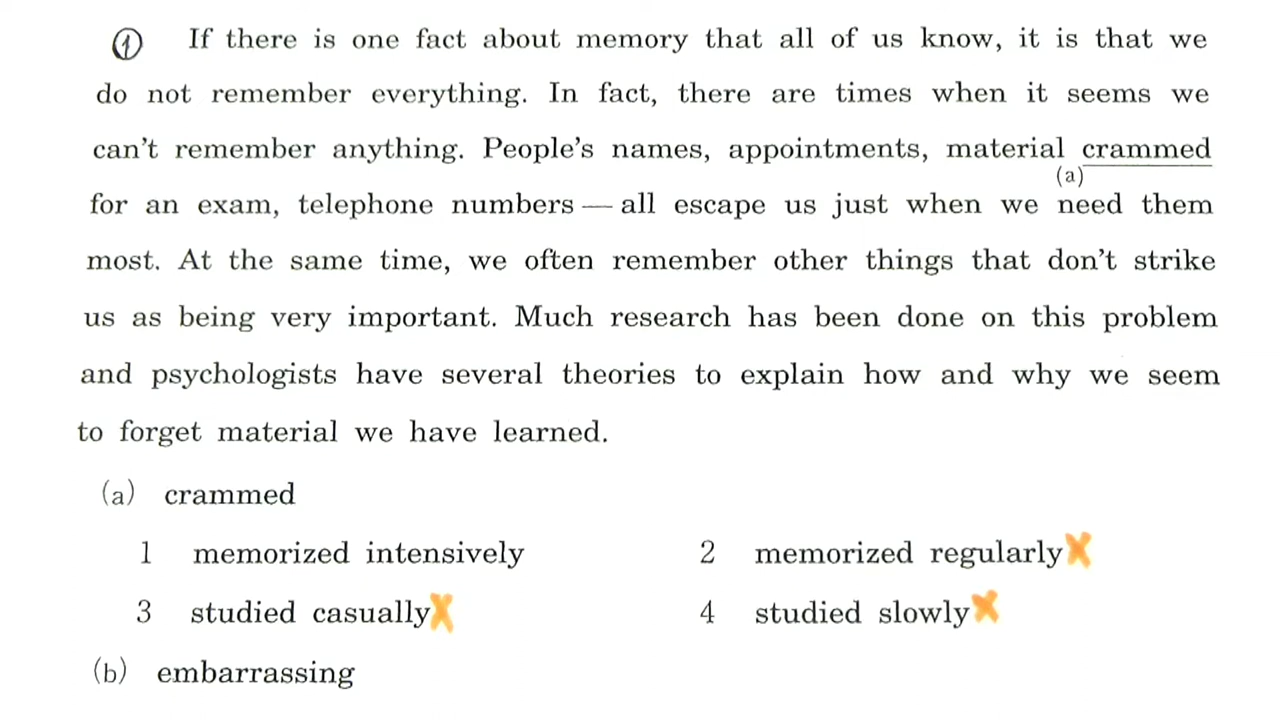 ① If there is one fact about memory that all of us know, it is that we
do not remember everything. In fact, there are times when it seems we
can't remember anything. People's names, appointments, material crammed
(a)
for an exam, telephone numbers — all escape us just when we need them
most. At the same time, we often remember other things that don't strike
us as being very important. Much research has been done on this problem
and psychologists have several theories to explain how and why we seem
to forget material we have learned.
(a) crammed
1 memorized intensively 2 memorized regularly X
3 studied casually X 4 studied slowly X
(b) embarrassing